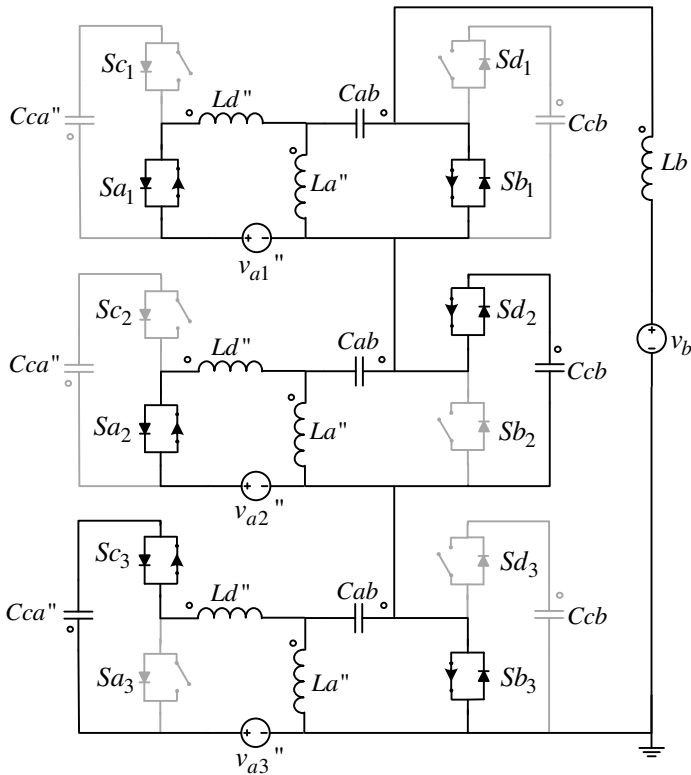 Sc1
Sd1
Cca"
Ld"
Cab
Ccb
Sa1
La"
Sb1
Lb
va1"
Sc2
Sd2
Cca"
Ld"
Cab
Ccb
vb
Sa2
La"
Sb2
va2"
Sc3
Sd3
Cca"
Ld"
Cab
Ccb
Sa3
La"
Sb3
va3"